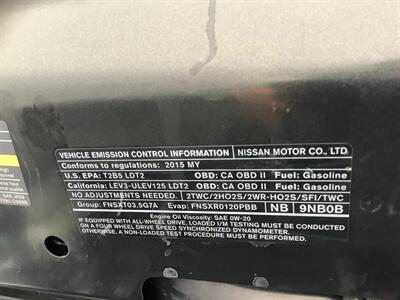 VEHICLE EMISSION CONTROL INFORMATION NISSAN MOTOR CO., LTD
Conforms to regulations: 2015 MY
U.S. EPA: T2B5 LDT2 OBD: CA OBD II Fuel: Gasoline
California: LEV3-ULEV125 LDT2 OBD: CA OBD II Fuel: Gasoline
NO ADJUSTMENTS NEEDED. 2TWC/2HO2S/2WR-HO2S/SFI/TWC
Group: FNSXT03.5G7A Evap: FNSXR0120PBB NB 9NB0B
Engine Oil Viscosity: SAE 0W-20
IF EQUIPPED WITH ALL-WHEEL DRIVE, LOADED I/M TESTING MUST BE CONDUCTED
ON A FOUR WHEEL DRIVE SPEED SYNCHRONIZED DYNAMOMETER.
OTHERWISE, A NON-LOADED TEST PROCEDURE MUST BE PERFORMED.